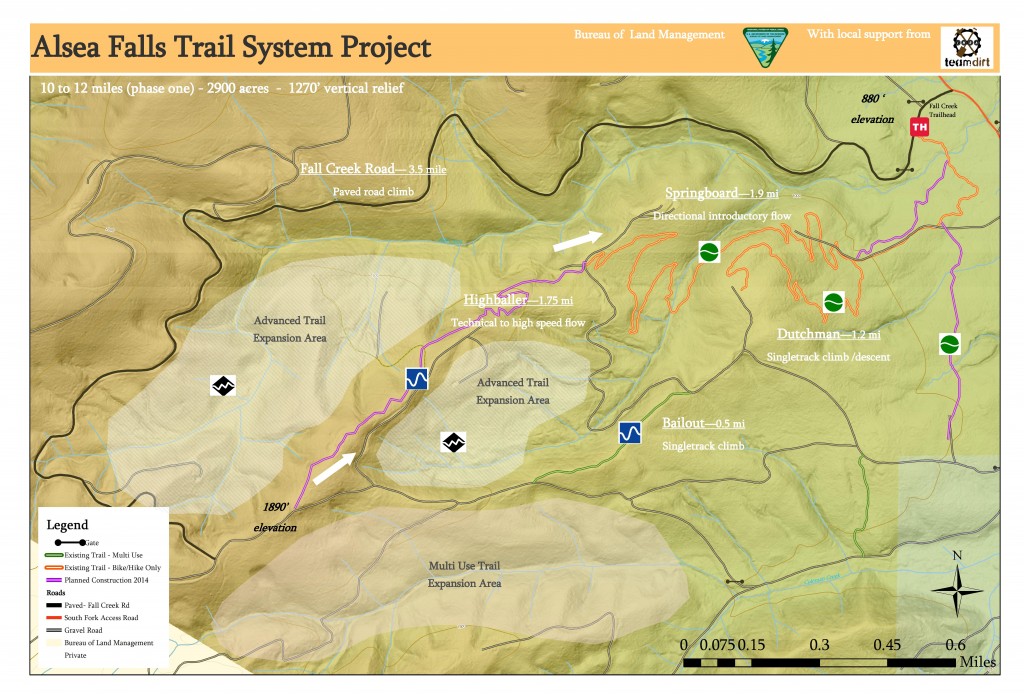 Alsea Falls Trail System Project
Bureau of Land Management
With local support from
teamdirt
10 to 12 miles (phase one) - 2900 acres - 1270' vertical relief
880 '
elevation
Fall Creek
Trailhead
TH
Fall Creek Road—3.5 mile
Paved road climb
Springboard—1.9 mi
Directional introductory flow
Highballer—1.75 mi
Technical to high speed flow
Advanced Trail
Expansion Area
Dutchman—1.2 mi
Singletrack climb /descent
Advanced Trail
Expansion Area
Bailout—0.5 mi
Singletrack climb
1890'
elevation
Multi Use Trail
Expansion Area
Legend
Gate
Existing Trail - Multi Use
Existing Trail - Bike/Hike Only
Planned Construction 2014
Roads
Paved- Fall Creek Rd
South Fork Access Road
Gravel Road
Bureau of Land Management
Private
N
0 0.075 0.15 0.3 0.45 0.6
Miles